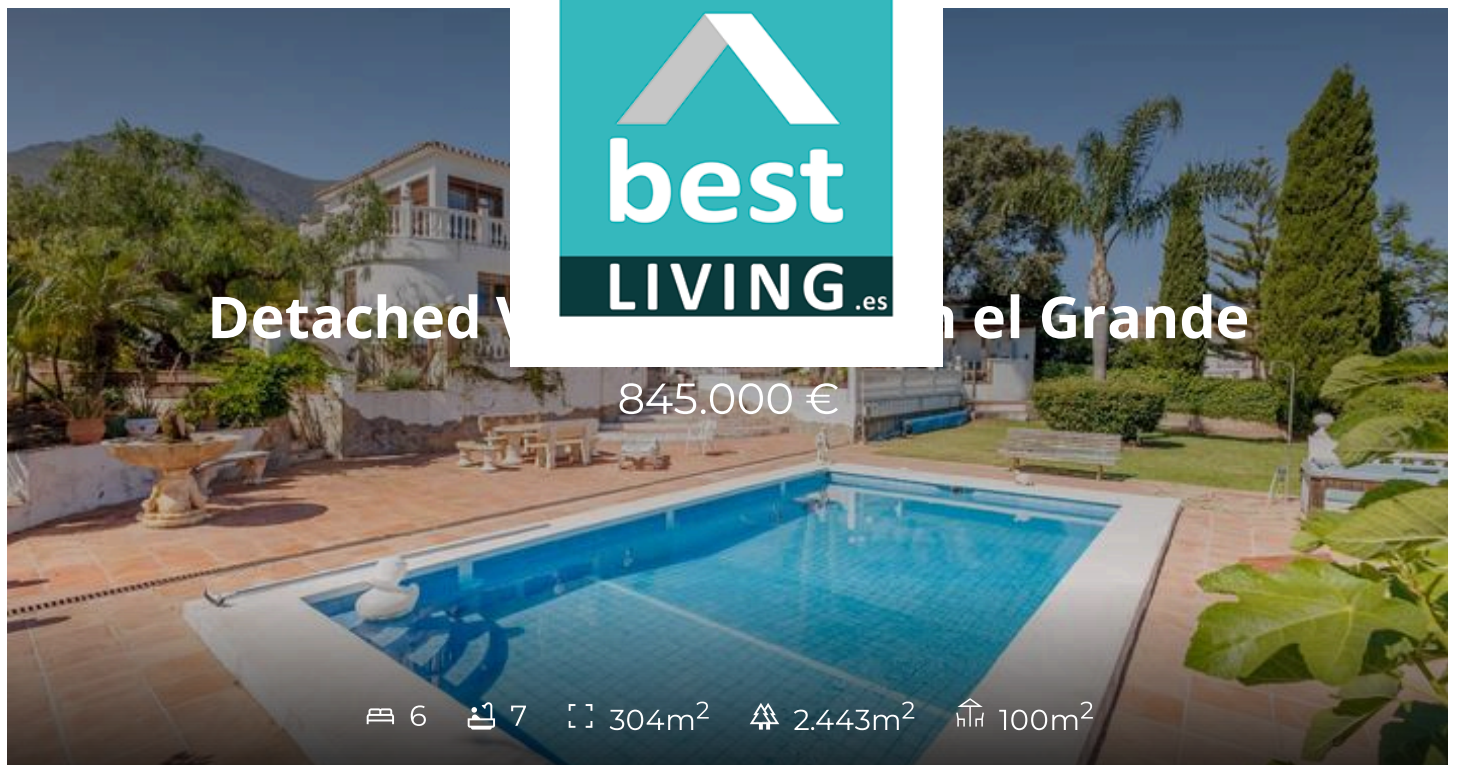 best
LIVING.es
Detached el Grande
845.000 €
6 7 304m² 2.443m² 100m²